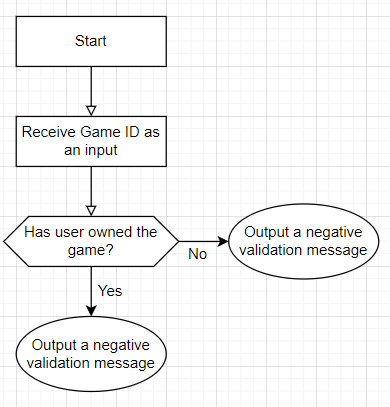 Start
Receive Game ID as
an input
Has user owned the
game?
Output a negative
validation message
No
Yes
Output a negative
validation message